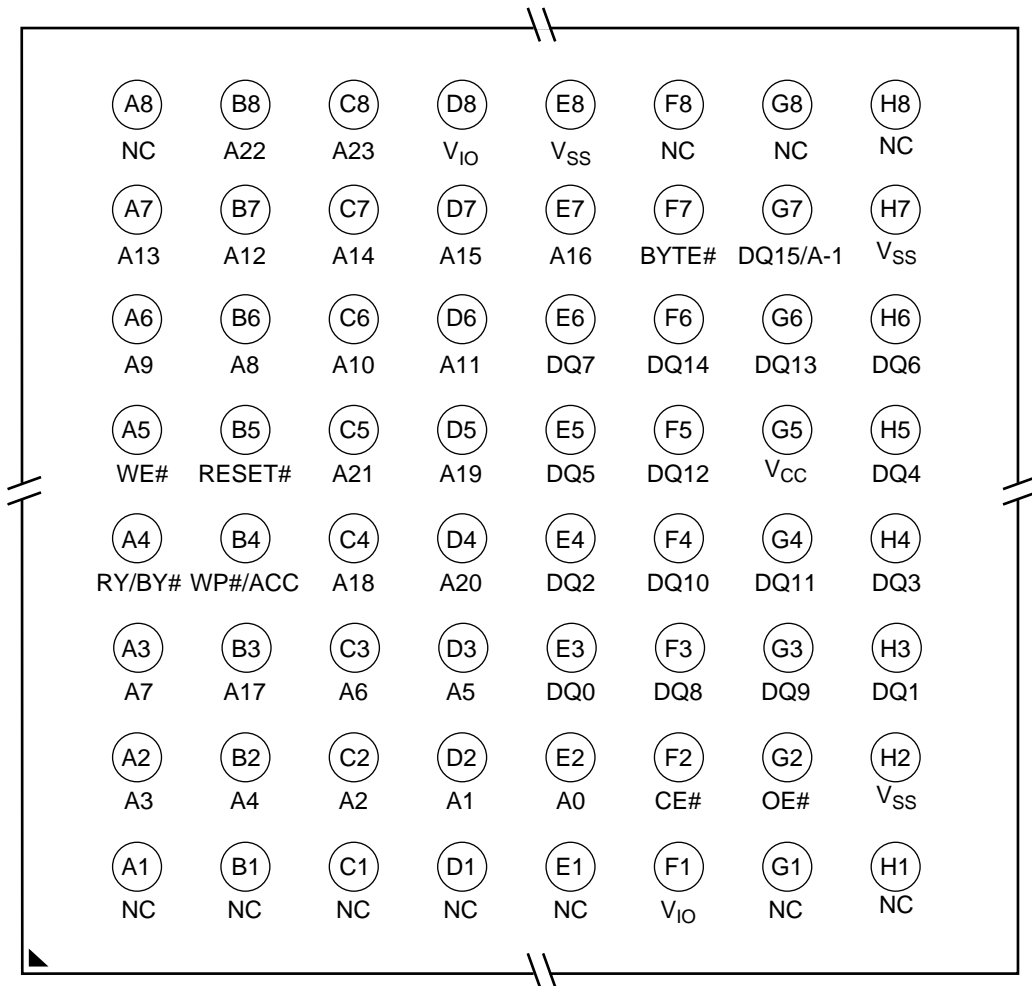 A8 B8 C8 D8 E8 F8 G8 H8
NC A22 A23 VIO VSS NC NC NC
A7 B7 C7 D7 E7 F7 G7 H7
A13 A12 A14 A15 A16 BYTE# DQ15/A-1 VSS
A6 B6 C6 D6 E6 F6 G6 H6
A9 A8 A10 A11 DQ7 DQ14 DQ13 DQ6
A5 B5 C5 D5 E5 F5 G5 H5
WE# RESET# A21 A19 DQ5 DQ12 VCC DQ4
A4 B4 C4 D4 E4 F4 G4 H4
RY/BY# WP#/ACC A18 A20 DQ2 DQ10 DQ11 DQ3
A3 B3 C3 D3 E3 F3 G3 H3
A7 A17 A6 A5 DQ0 DQ8 DQ9 DQ1
A2 B2 C2 D2 E2 F2 G2 H2
A3 A4 A2 A1 A0 CE# OE# VSS
A1 B1 C1 D1 E1 F1 G1 H1
NC NC NC NC NC VIO NC NC